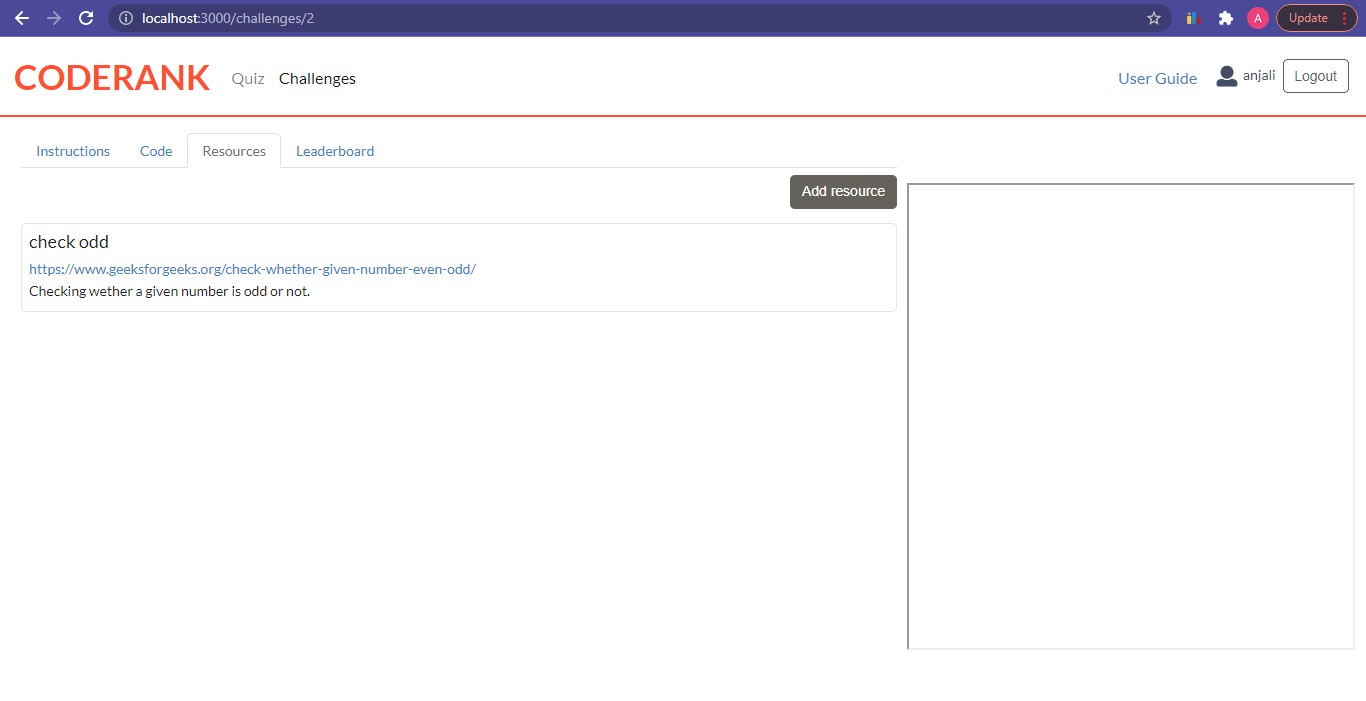 localhost:3000/challenges/2
A
Update
CODERANK
Quiz
Challenges
User Guide
anjali
Logout
Instructions
Code
Resources
Leaderboard
Add resource
check odd
https://www.geeksforgeeks.org/check-whether-given-number-even-odd/
Checking wether a given number is odd or not.